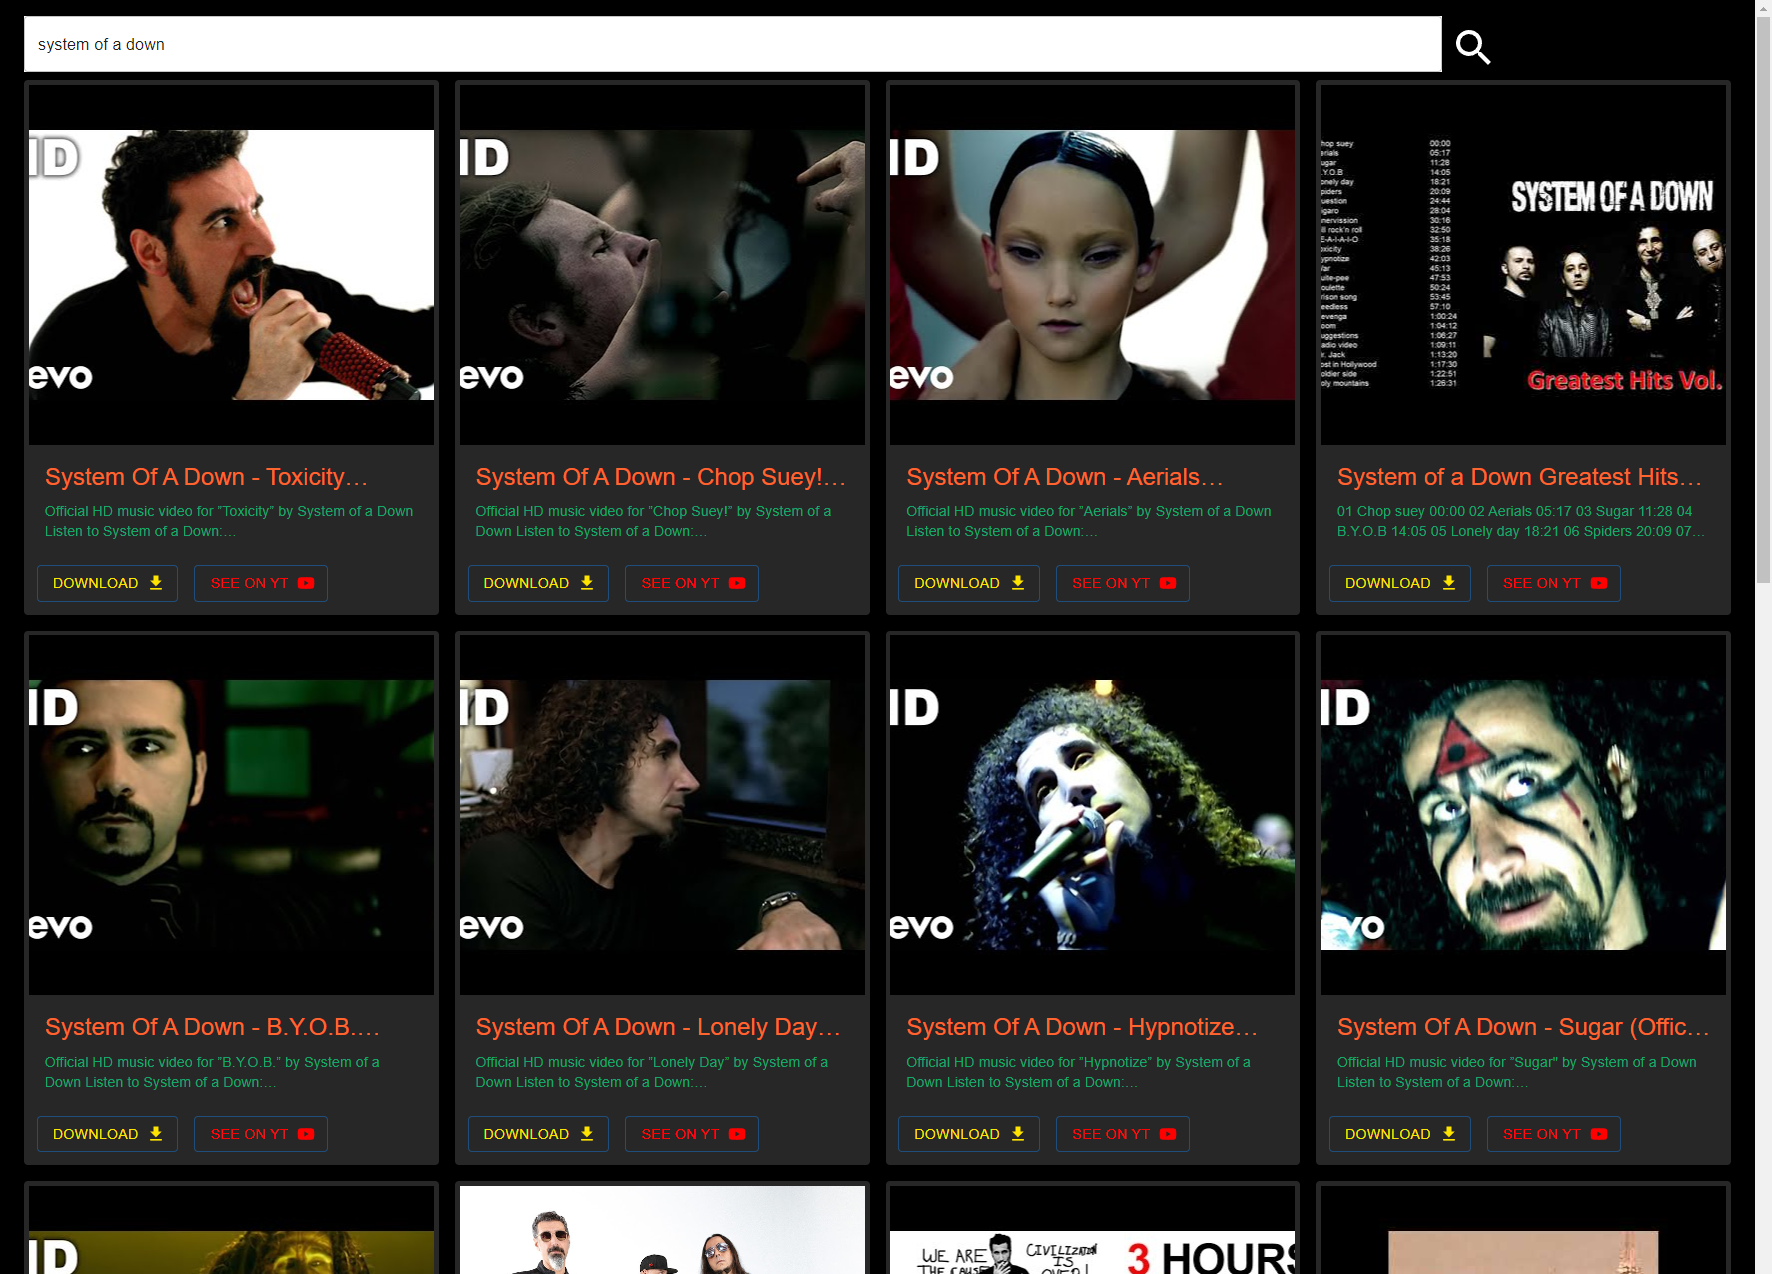 system of a down
HD
evo
HD
evo
HD
evo
hop suey 00:00
erials 05:17
ugar 11:28
.Y.O.B 14:05
onely day 18:21
piders 20:09
uestion 24:44
igaro 28:04
nervission 30:16
ill rock'n roll 32:50
E-A-I-A-I-O 35:18
oxicity 38:26
ypnotize 42:03
/ar 45:13
uite-pee 47:53
oulette 50:24
rison song 53:45
eedless 57:10
evenga 1:00:24
oom 1:04:12
uggestions 1:06:27
adio video 1:09:11
r. Jack 1:13:20
ost in Hollywood 1:17:30
oldier side 1:22:51
oly mountains 1:26:31
SYSTEM OF A DOWN
Greatest Hits Vol.
System Of A Down - Toxicity…
Official HD music video for "Toxicity" by System of a Down
Listen to System of a Down:…
DOWNLOAD
SEE ON YT
System Of A Down - Chop Suey!…
Official HD music video for "Chop Suey!" by System of a
Down Listen to System of a Down:…
DOWNLOAD
SEE ON YT
System Of A Down - Aerials…
Official HD music video for "Aerials" by System of a Down
Listen to System of a Down:…
DOWNLOAD
SEE ON YT
System of a Down Greatest Hits…
01 Chop suey 00:00 02 Aerials 05:17 03 Sugar 11:28 04
B.Y.O.B 14:05 05 Lonely day 18:21 06 Spiders 20:09 07…
DOWNLOAD
SEE ON YT
HD
evo
HD
evo
HD
evo
HD
vo
System Of A Down - B.Y.O.B.…
Official HD music video for "B.Y.O.B." by System of a
Down Listen to System of a Down:…
DOWNLOAD
SEE ON YT
System Of A Down - Lonely Day…
Official HD music video for "Lonely Day" by System of a
Down Listen to System of a Down:…
DOWNLOAD
SEE ON YT
System Of A Down - Hypnotize…
Official HD music video for "Hypnotize" by System of a
Down Listen to System of a Down:…
DOWNLOAD
SEE ON YT
System Of A Down - Sugar (Offic…
Official HD music video for "Sugar" by System of a Down
Listen to System of a Down:…
DOWNLOAD
SEE ON YT
HD
WE ARE
THE CAUSE
CIVILIZATION
IS
OVER!
3 HOURS